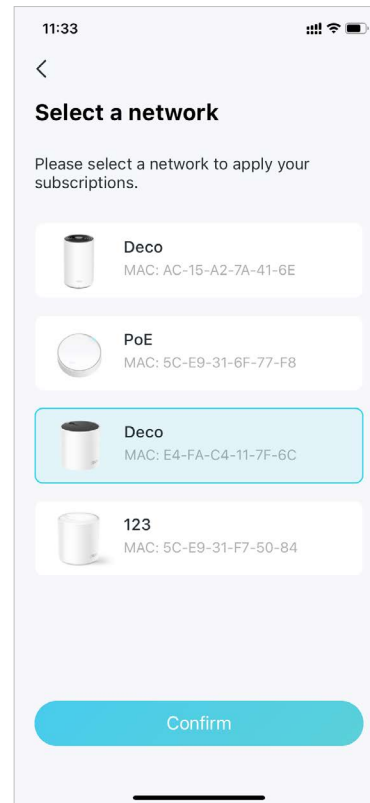 11:33
Select a network
Please select a network to apply your
subscriptions.
Deco
MAC: AC-15-A2-7A-41-6E
PoE
MAC: 5C-E9-31-6F-77-F8
Deco
MAC: E4-FA-C4-11-7F-6C
123
MAC: 5C-E9-31-F7-50-84
Confirm